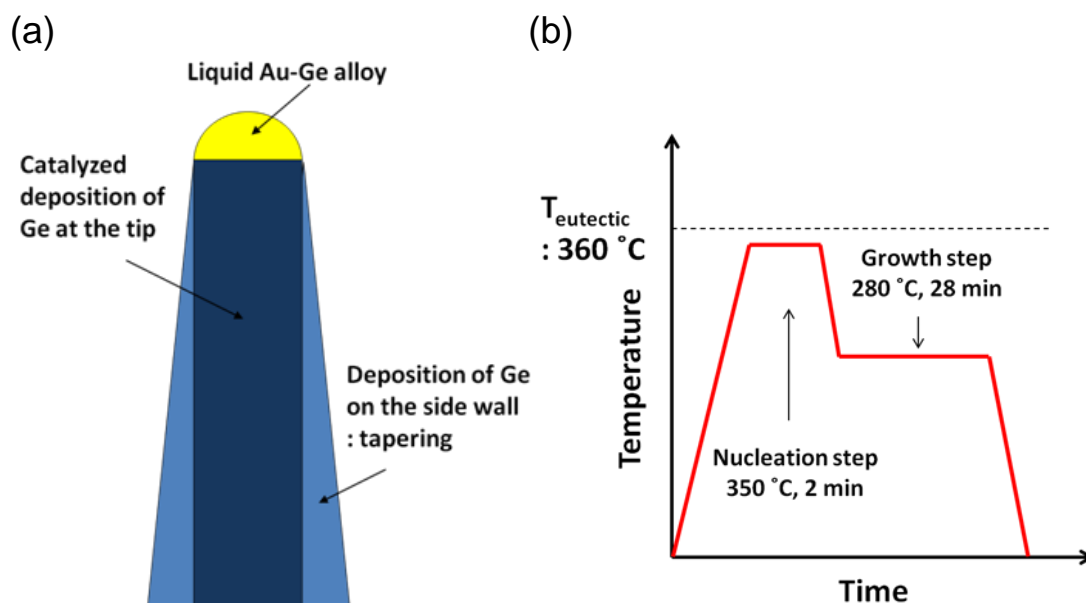 (a)
Liquid Au-Ge alloy
Catalyzed
deposition of
Ge at the tip
Deposition of Ge
on the side wall
: tapering
(b)
T eutectic
: 360 ˚C
Growth step
280 ˚C, 28 min
Nucleation step
350 ˚C, 2 min
Temperature
Time